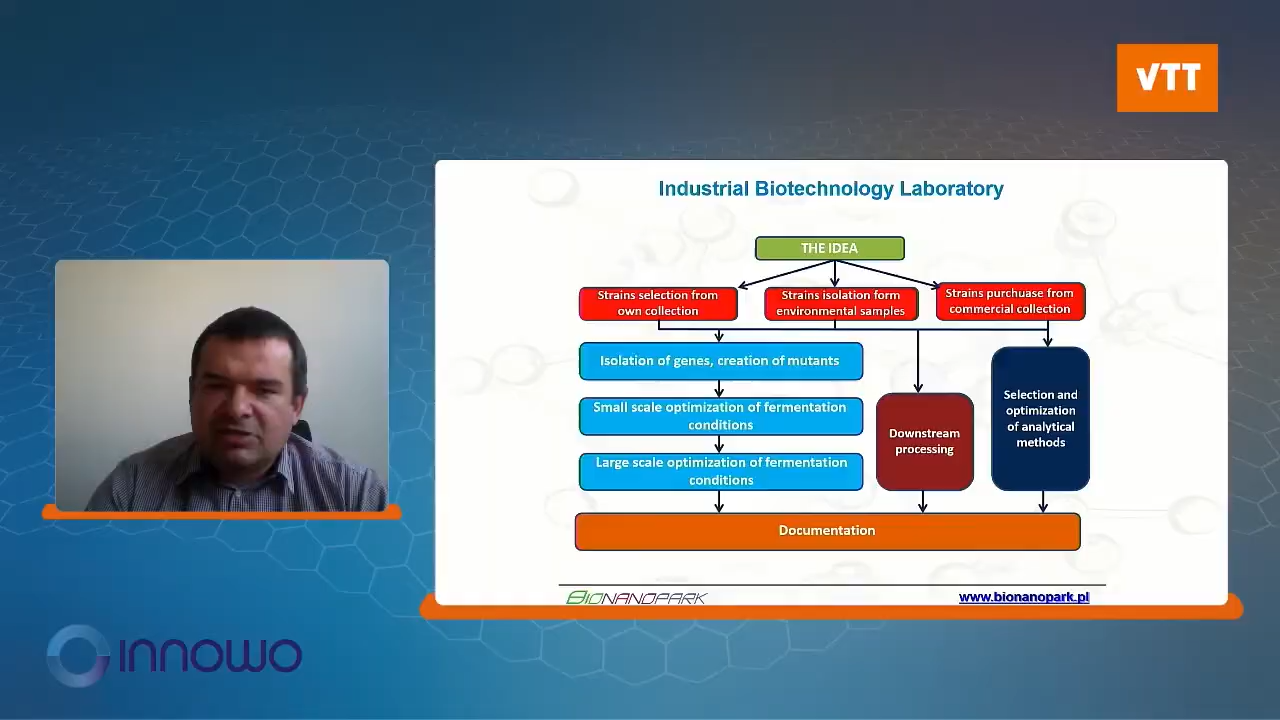 VTT
Industrial Biotechnology Laboratory
THE IDEA
Strains selection from
own collection
Strains isolation form
environmental samples
Strains purchuase from
commercial collection
Isolation of genes, creation of mutants
Small scale optimization of fermentation
conditions
Large scale optimization of fermentation
conditions
Downstream
processing
Selection and
optimization
of analytical
methods
Documentation
BIONANOPARK
www.bionanopark.pl
innowo